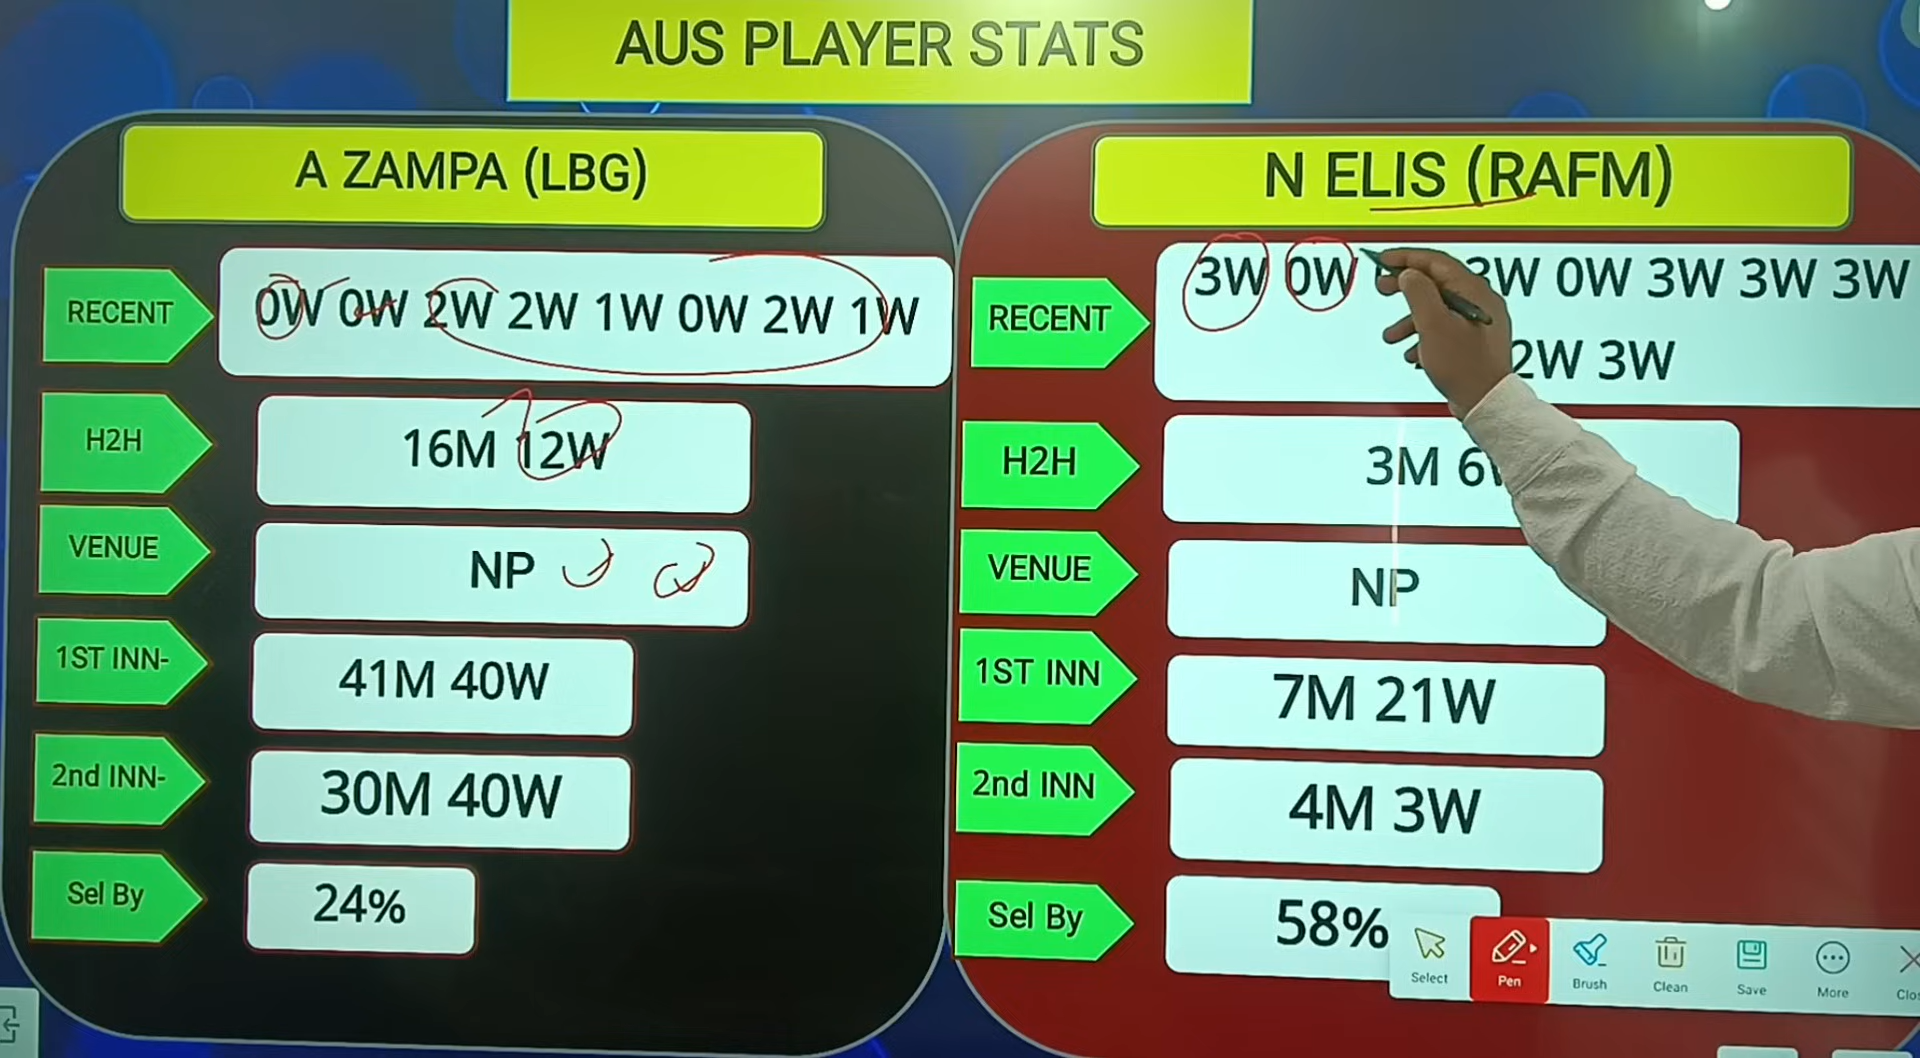 AUS PLAYER STATS
A ZAMPA (LBG)
RECENT
0W 0W 2W 2W 1W 0W 2W 1W
H2H
16M 12W
VENUE
NP
1ST INN-
41M 40W
2nd INN-
30M 40W
Sel By
24%
N ELIS (RAFM)
RECENT
3W 0W 3W 0W 3W 3W 3W
2W 3W
H2H
3M 6
VENUE
NP
1ST INN
7M 21W
2nd INN
4M 3W
Sel By
58%
Select
Pen
Brush
Clean
Save
More
Clo